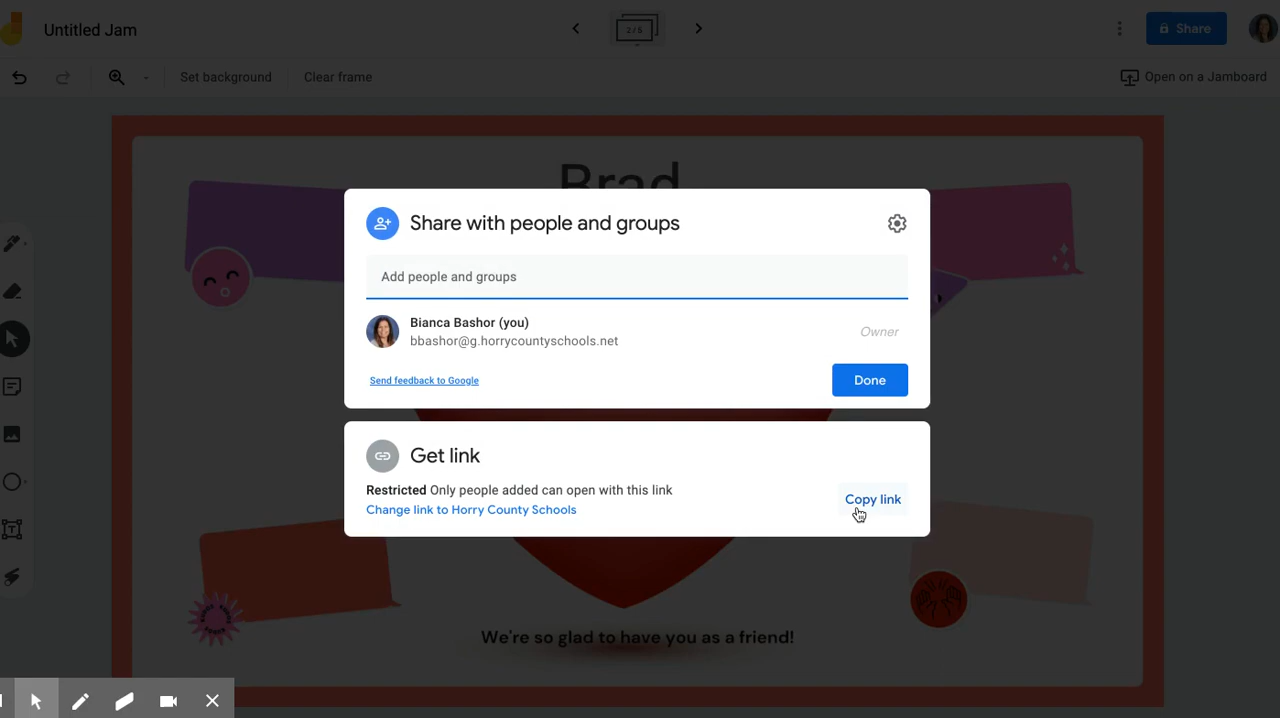 Untitled Jam
2 / 5
Share
Set background
Clear frame
Open on a Jamboard
Brad
Share with people and groups
Add people and groups
Bianca Bashor (you)
bbashor@g.horrycountyschools.net
Owner
Send feedback to Google
Done
Get link
Restricted Only people added can open with this link
Change link to Horry County Schools
Copy link
We're so glad to have you as a friend!